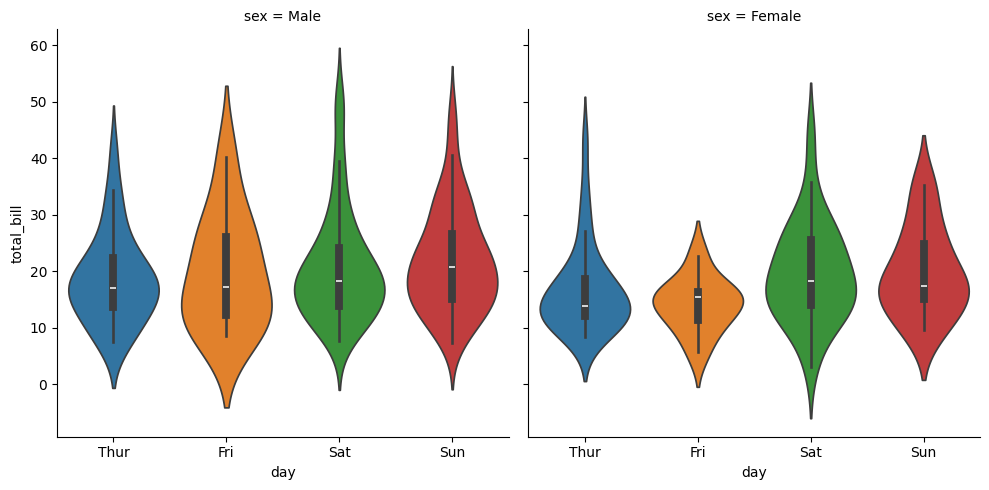 sex = Male
sex = Female
total_bill
60
50
40
30
20
10
0
Thur Fri Sat Sun
Thur Fri Sat Sun
day
day